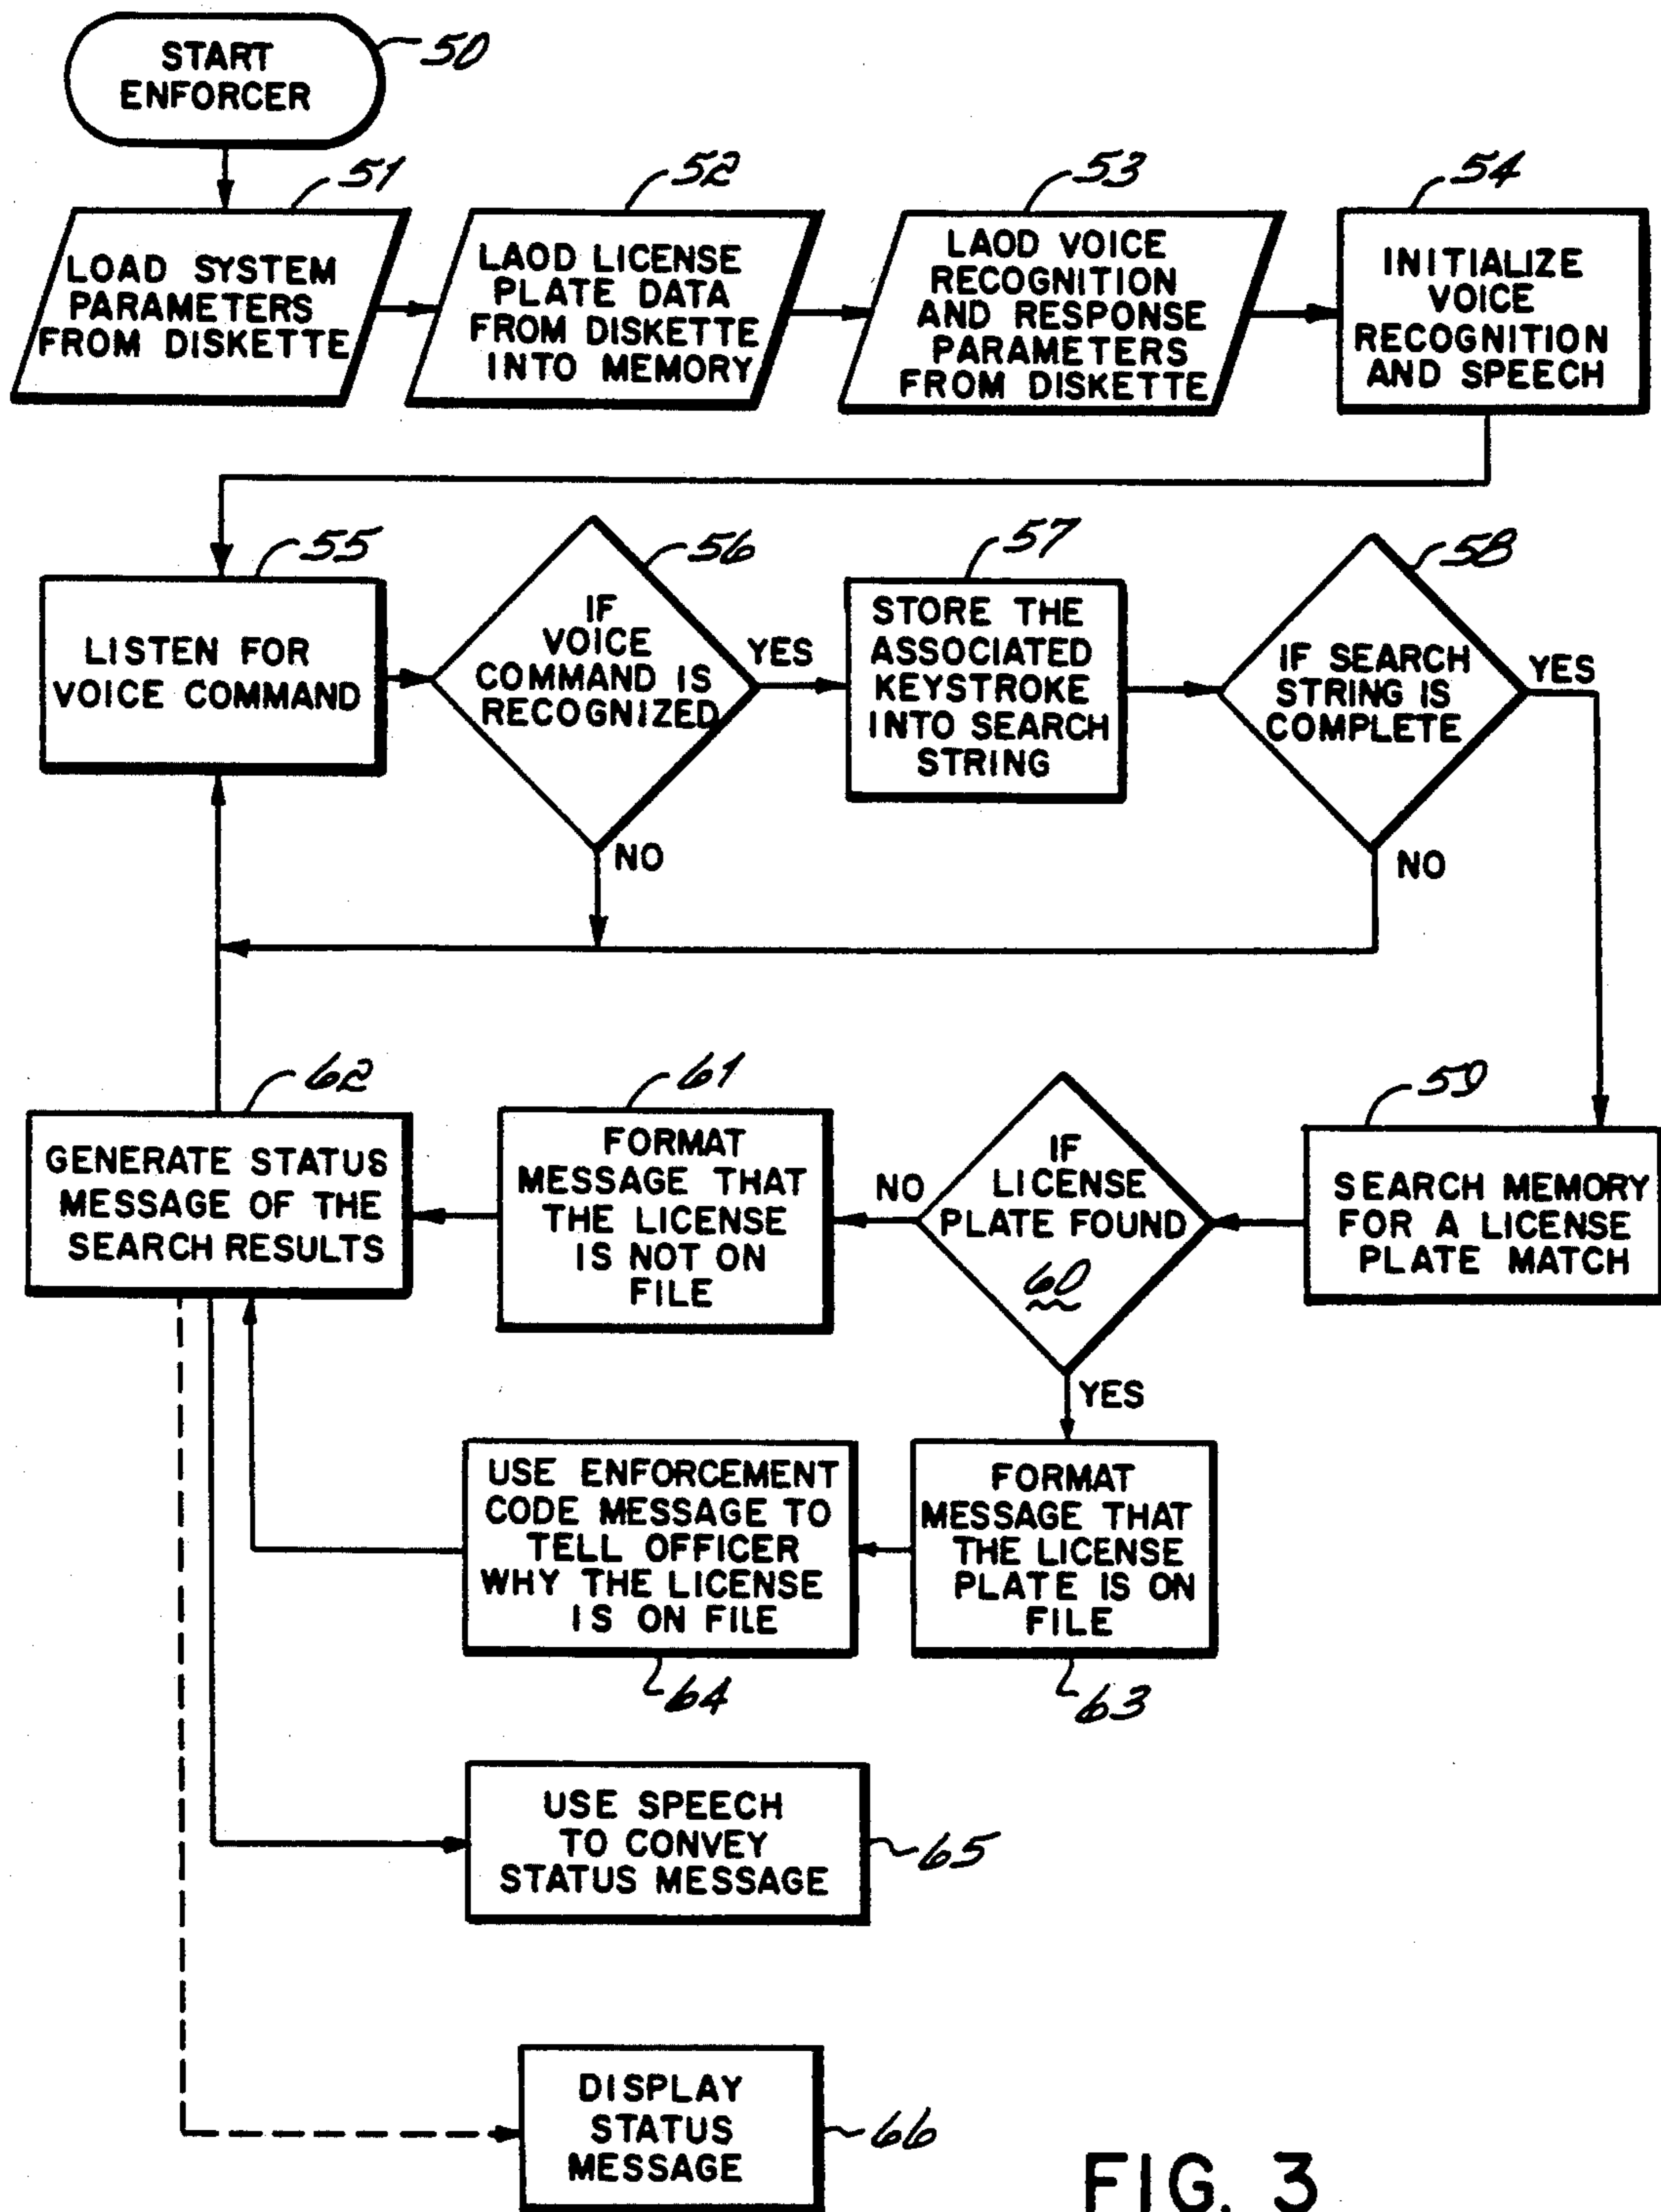 START
ENFORCER
50
51
LOAD SYSTEM
PARAMETERS
FROM DISKETTE
52
LAOD LICENSE
PLATE DATA
FROM DISKETTE
INTO MEMORY
53
LAOD VOICE
RECOGNITION
AND RESPONSE
PARAMETERS
FROM DISKETTE
54
INITIALIZE
VOICE
RECOGNITION
AND SPEECH
55
LISTEN FOR
VOICE COMMAND
56
IF
VOICE
COMMAND IS
RECOGNIZED
YES
NO
57
STORE THE
ASSOCIATED
KEYSTROKE
INTO SEARCH
STRING
58
IF SEARCH
STRING IS
COMPLETE
YES
NO
59
SEARCH MEMORY
FOR A LICENSE
PLATE MATCH
IF
LICENSE
PLATE FOUND
60
NO
YES
61
FORMAT
MESSAGE THAT
THE LICENSE
IS NOT ON
FILE
62
GENERATE STATUS
MESSAGE OF THE
SEARCH RESULTS
FORMAT
MESSAGE THAT
THE LICENSE
PLATE IS ON
FILE
63
USE ENFORCEMENT
CODE MESSAGE TO
TELL OFFICER
WHY THE LICENSE
IS ON FILE
64
USE SPEECH
TO CONVEY
STATUS MESSAGE
65
DISPLAY
STATUS
MESSAGE
66
FIG. 3